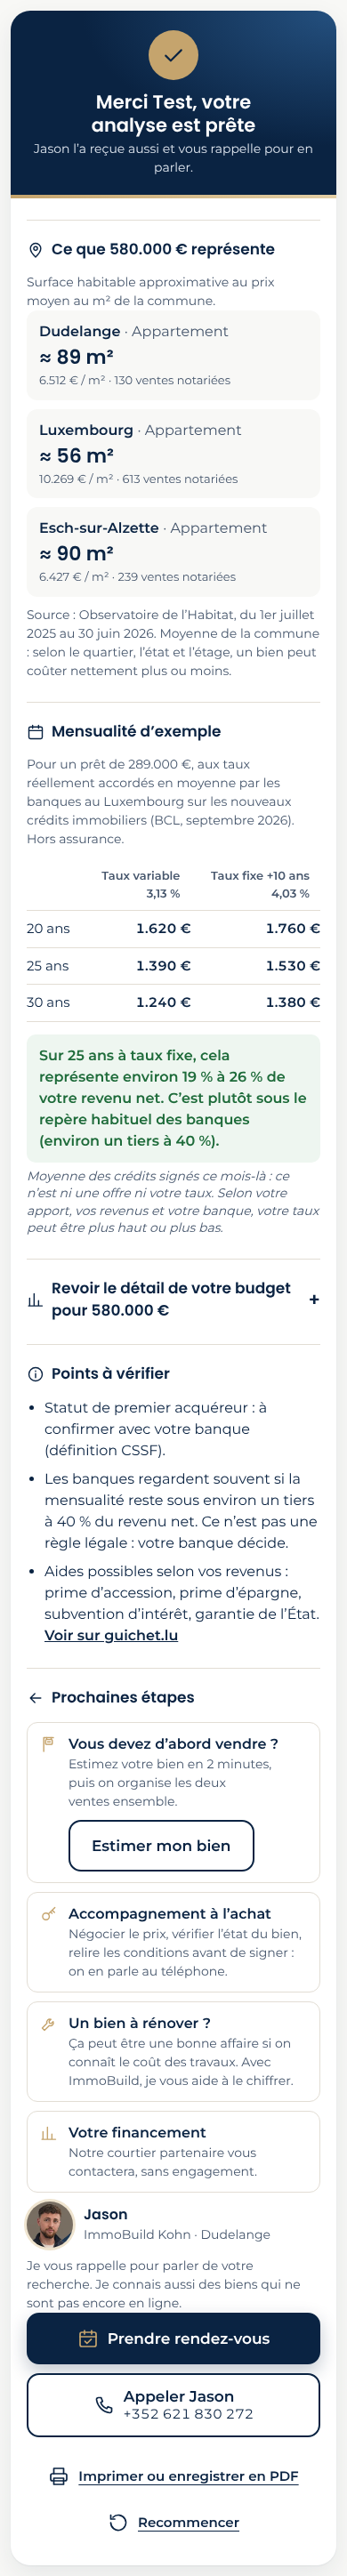 Merci Test, votre
analyse est prête
Jason l’a reçue aussi et vous rappelle pour en
parler.
Ce que 580.000 € représente
Surface habitable approximative au prix
moyen au m² de la commune.
Dudelange · Appartement
≈ 89 m²
6.512 € / m² · 130 ventes notariées
Luxembourg · Appartement
≈ 56 m²
10.269 € / m² · 613 ventes notariées
Esch-sur-Alzette · Appartement
≈ 90 m²
6.427 € / m² · 239 ventes notariées
Source : Observatoire de l’Habitat, du 1er juillet
2025 au 30 juin 2026. Moyenne de la commune
: selon le quartier, l’état et l’étage, un bien peut
coûter nettement plus ou moins.
Mensualité d’exemple
Pour un prêt de 289.000 €, aux taux
réellement accordés en moyenne par les
banques au Luxembourg sur les nouveaux
crédits immobiliers (BCL, septembre 2026).
Hors assurance.
Taux variable Taux fixe +10 ans
3,13 % 4,03 %
20 ans 1.620 € 1.760 €
25 ans 1.390 € 1.530 €
30 ans 1.240 € 1.380 €
Sur 25 ans à taux fixe, cela
représente environ 19 % à 26 % de
votre revenu net. C’est plutôt sous le
repère habituel des banques
(environ un tiers à 40 %).
Moyenne des crédits signés ce mois-là : ce
n’est ni une offre ni votre taux. Selon votre
apport, vos revenus et votre banque, votre taux
peut être plus haut ou plus bas.
Revoir le détail de votre budget
pour 580.000 € +
Points à vérifier
• Statut de premier acquéreur : à
confirmer avec votre banque
(définition CSSF).
• Les banques regardent souvent si la
mensualité reste sous environ un tiers
à 40 % du revenu net. Ce n’est pas une
règle légale : votre banque décide.
• Aides possibles selon vos revenus :
prime d’accession, prime d’épargne,
subvention d’intérêt, garantie de l’État.
Voir sur guichet.lu
Prochaines étapes
Vous devez d’abord vendre ?
Estimez votre bien en 2 minutes,
puis on organise les deux
ventes ensemble.
Estimer mon bien
Accompagnement à l’achat
Négocier le prix, vérifier l’état du bien,
relire les conditions avant de signer :
on en parle au téléphone.
Un bien à rénover ?
Ça peut être une bonne affaire si on
connaît le coût des travaux. Avec
ImmoBuild, je vous aide à le chiffrer.
Votre financement
Notre courtier partenaire vous
contactera, sans engagement.
Jason
ImmoBuild Kohn · Dudelange
Je vous rappelle pour parler de votre
recherche. Je connais aussi des biens qui ne
sont pas encore en ligne.
Prendre rendez-vous
Appeler Jason
+352 621 830 272
Imprimer ou enregistrer en PDF
Recommencer